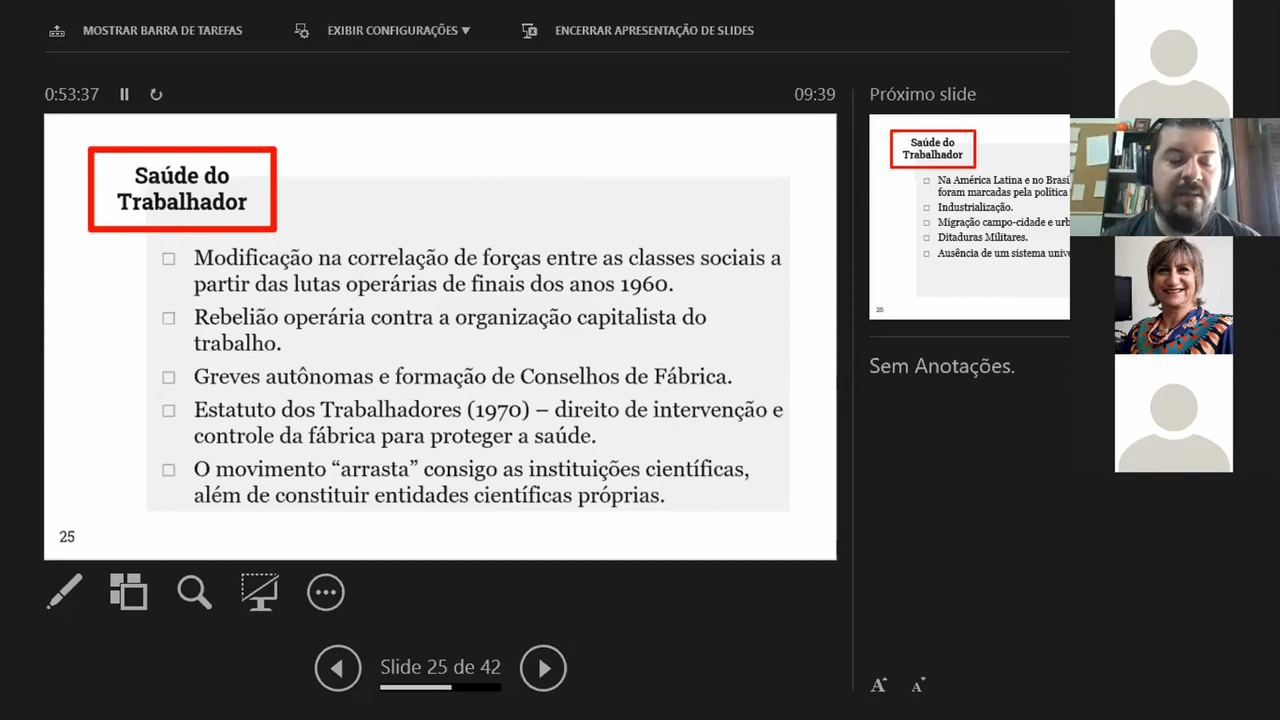 MOSTRAR BARRA DE TAREFAS
EXIBIR CONFIGURAÇÕES ▼
ENCERRAR APRESENTAÇÃO DE SLIDES
0:53:37
09:39
Saúde do
Trabalhador
Modificação na correlação de forças entre as classes sociais a
partir das lutas operárias de finais dos anos 1960.
Rebelião operária contra a organização capitalista do
trabalho.
Greves autônomas e formação de Conselhos de Fábrica.
Estatuto dos Trabalhadores (1970) – direito de intervenção e
controle da fábrica para proteger a saúde.
O movimento “arrasta” consigo as instituições científicas,
além de constituir entidades científicas próprias.
25
Slide 25 de 42
Próximo slide
Saúde do
Trabalhador
Na América Latina e no Brasi
foram marcadas pela política
Industrialização.
Migração campo-cidade e urb
Ditaduras Militares.
Ausência de um sistema unive
26
Sem Anotações.
A A